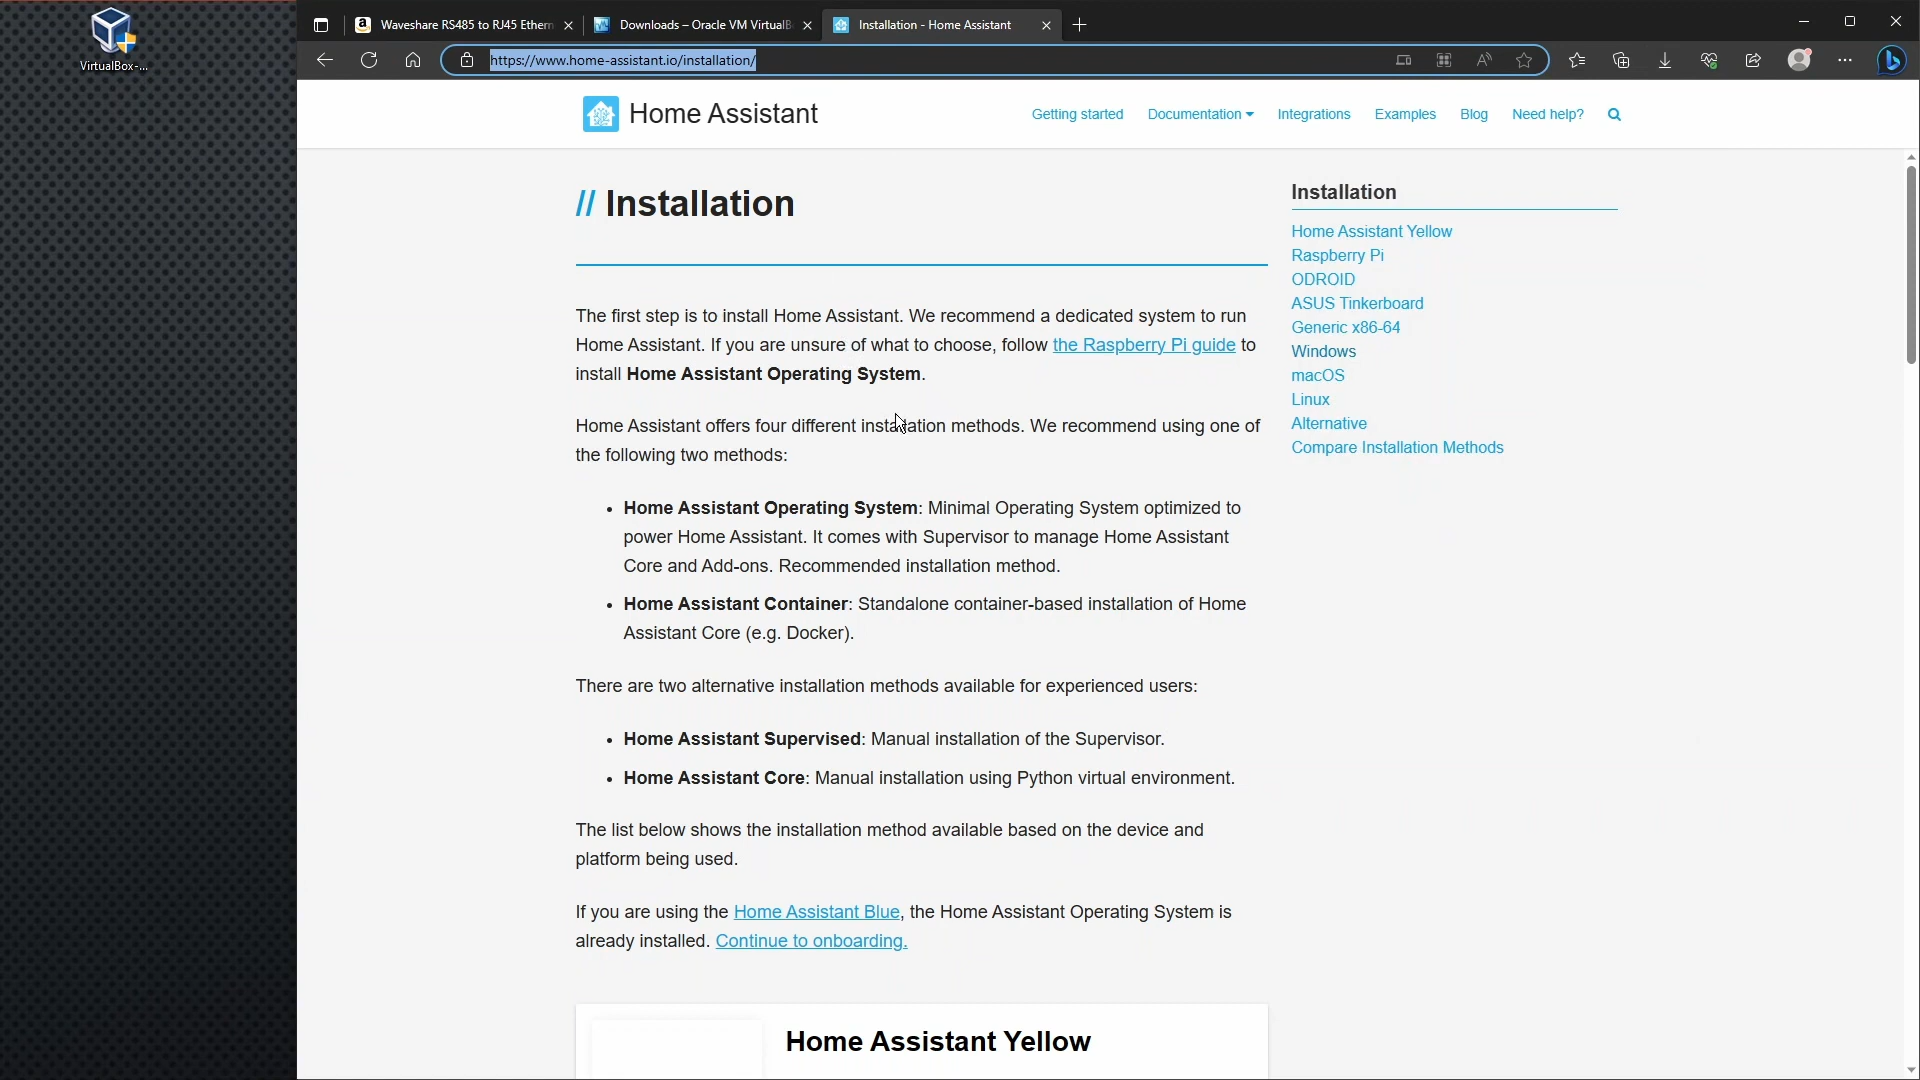 VirtualBox-...
Waveshare RS485 to RJ45 Ethern
Downloads – Oracle VM VirtualB
Installation - Home Assistant
https://www.home-assistant.io/installation/
Home Assistant
Getting started
Documentation
Integrations
Examples
Blog
Need help?
// Installation
The first step is to install Home Assistant. We recommend a dedicated system to run
Home Assistant. If you are unsure of what to choose, follow the Raspberry Pi guide to
install Home Assistant Operating System.
Home Assistant offers four different installation methods. We recommend using one of
the following two methods:
• Home Assistant Operating System: Minimal Operating System optimized to
power Home Assistant. It comes with Supervisor to manage Home Assistant
Core and Add-ons. Recommended installation method.
• Home Assistant Container: Standalone container-based installation of Home
Assistant Core (e.g. Docker).
There are two alternative installation methods available for experienced users:
• Home Assistant Supervised: Manual installation of the Supervisor.
• Home Assistant Core: Manual installation using Python virtual environment.
The list below shows the installation method available based on the device and
platform being used.
If you are using the Home Assistant Blue, the Home Assistant Operating System is
already installed. Continue to onboarding.
Home Assistant Yellow
Installation
Home Assistant Yellow
Raspberry Pi
ODROID
ASUS Tinkerboard
Generic x86-64
Windows
macOS
Linux
Alternative
Compare Installation Methods